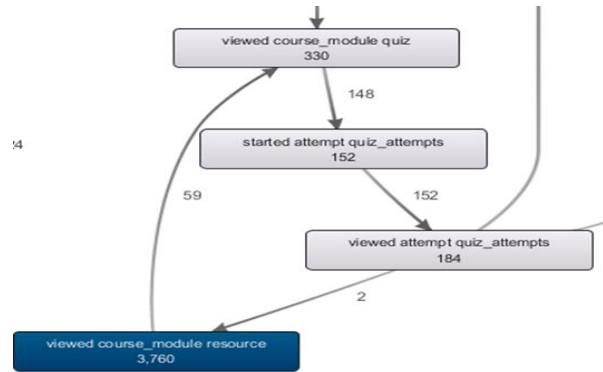 viewed course_module quiz
330
148
started attempt quiz_attempts
152
59
152
viewed attempt quiz_attempts
184
2
viewed course_module resource
3,760